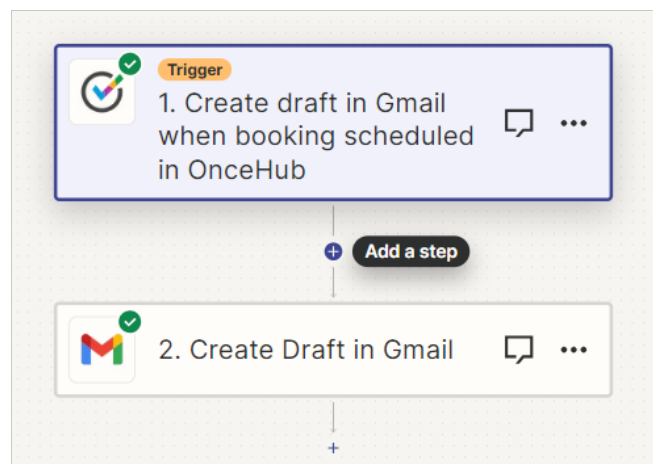 Trigger
1. Create draft in Gmail
when booking scheduled
in OnceHub
Add a step
2. Create Draft in Gmail